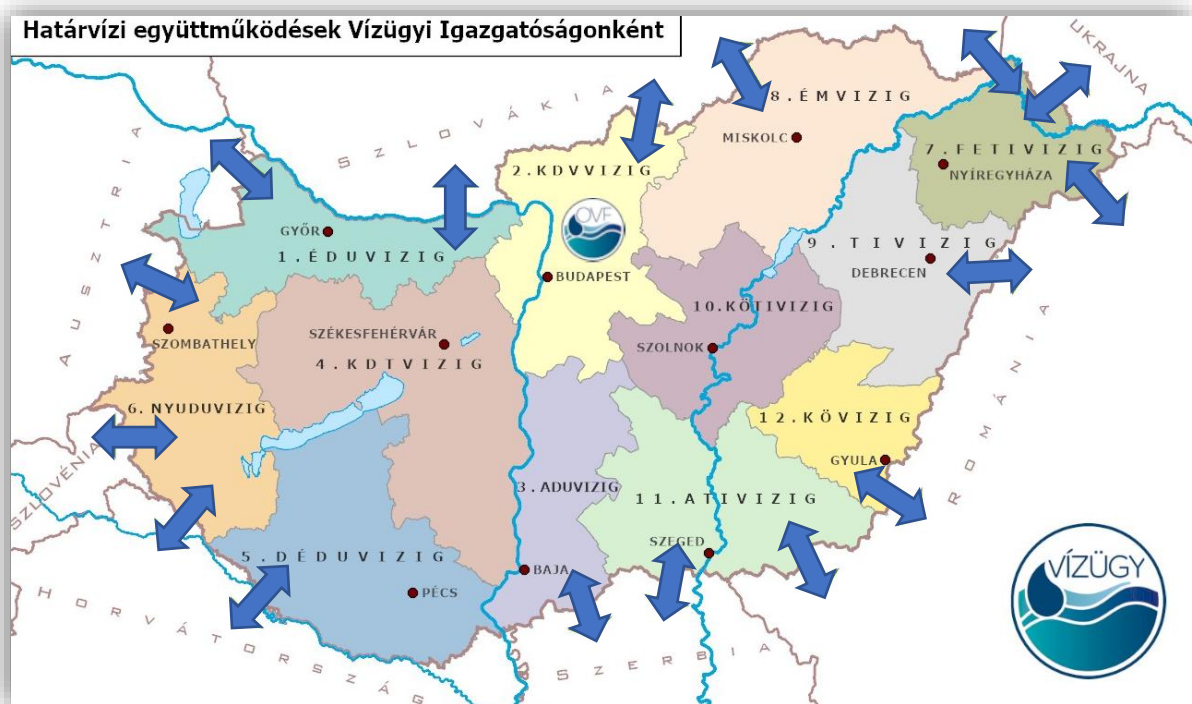 Határvízi együttműködések Vízügyi Igazgatóságonként
UKRAJNA
SZLOVÁKIA
AUSZTRIA
8.ÉMVIZIG
MISKOLC
2.KDVVIZIG
7.FETIVIZIG
NYÍREGYHÁZA
OVF
GYŐR
1.ÉDUVIZIG
BUDAPEST
9.TIVIZIG
DEBRECEN
SZOMBATHELY
SZÉKESFEHÉRVÁR
4.KDTVIZIG
10.KÖTIVIZIG
SZOLNOK
ROMÁNIA
6.NYUDUVIZIG
12.KÖVIZIG
GYULA
SZLOVÉNIA
3.ADUVIZIG
11.ATIVIZIG
SZEGED
5.DÉDUVIZIG
BAJA
PÉCS
HORVÁTORSZÁG
SZERBIA
VÍZÜGY